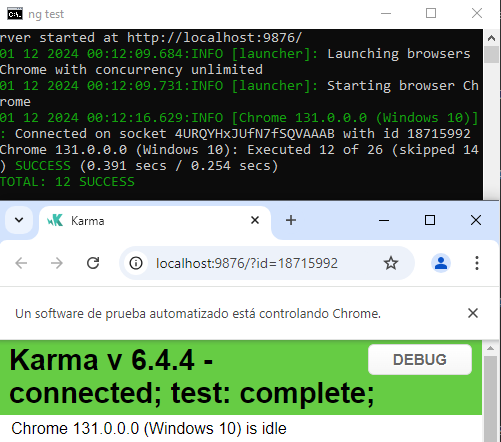 ng test
rver started at http://localhost:9876/
01 12 2024 00:12:09.684:INFO [launcher]: Launching browsers
Chrome with concurrency unlimited
01 12 2024 00:12:09.731:INFO [launcher]: Starting browser Ch
rome
01 12 2024 00:12:16.629:INFO [Chrome 131.0.0.0 (Windows 10)]
: Connected on socket 4URQYHxJUfN7fSQVAAAB with id 18715992
Chrome 131.0.0.0 (Windows 10): Executed 12 of 26 (skipped 14
) SUCCESS (0.391 secs / 0.254 secs)
TOTAL: 12 SUCCESS
Karma
localhost:9876/?id=18715992
Un software de prueba automatizado está controlando Chrome.
Karma v 6.4.4 -
connected; test: complete;
DEBUG
Chrome 131.0.0.0 (Windows 10) is idle